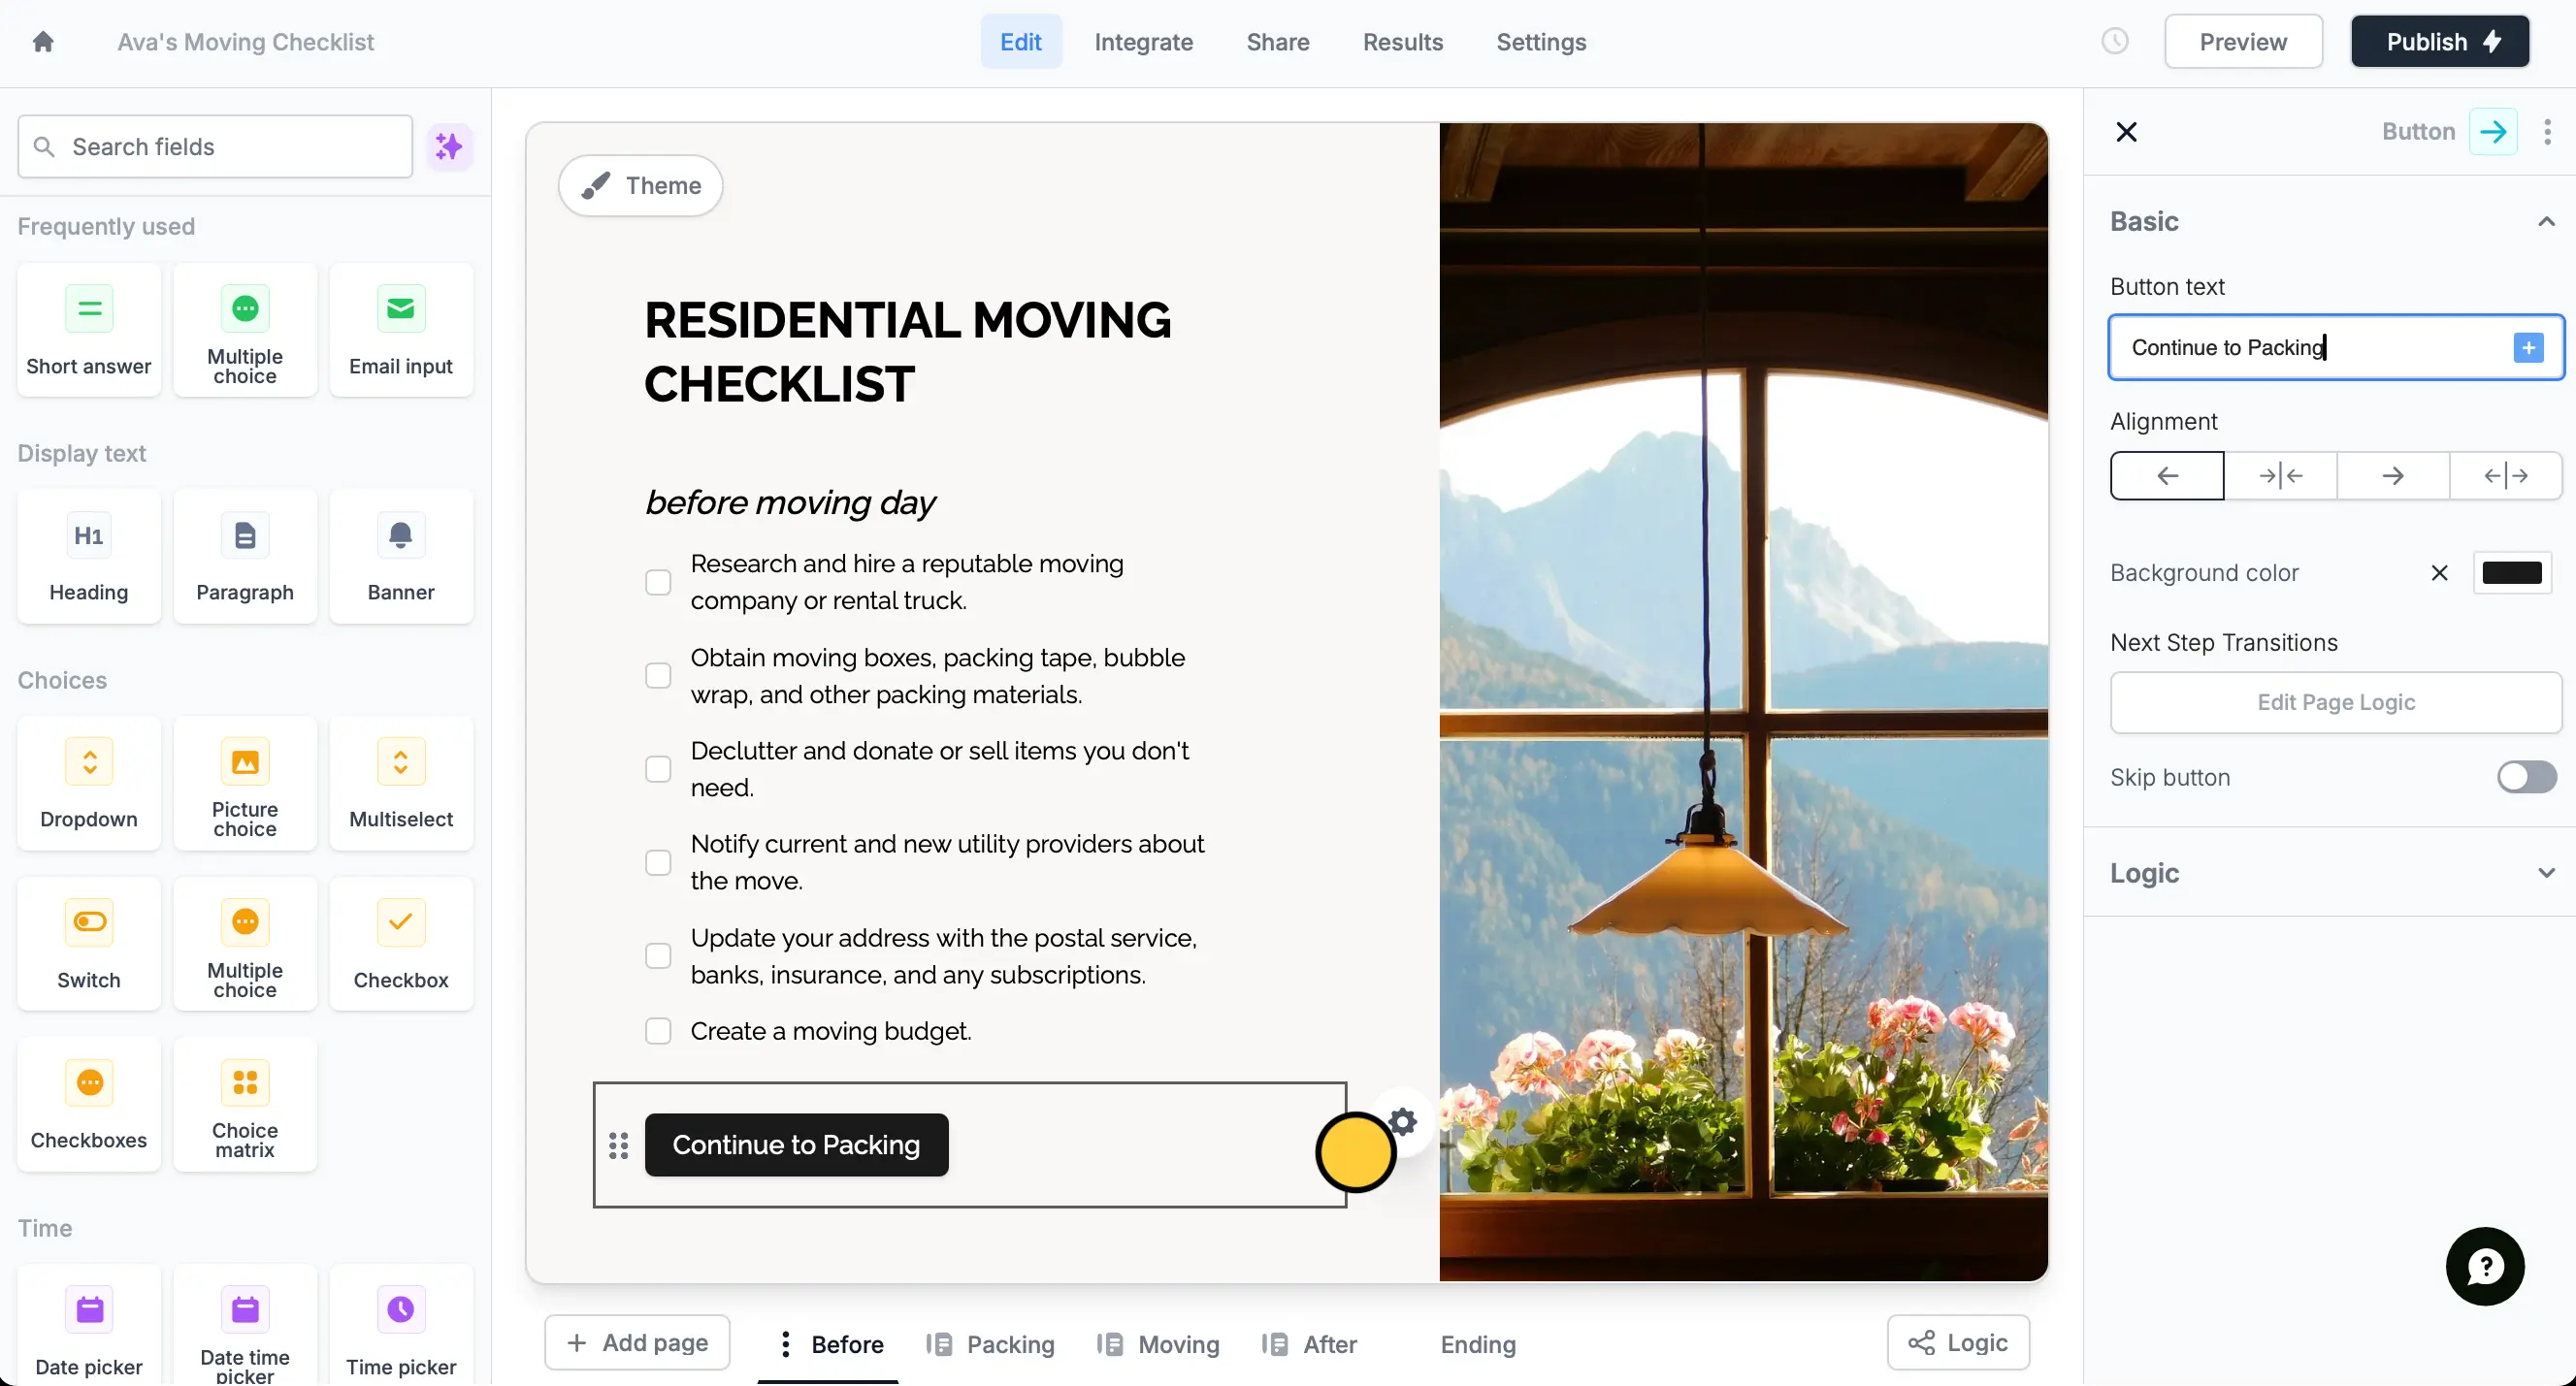 Ava's Moving Checklist
Edit
Integrate
Share
Results
Settings
Preview
Publish
Search fields
Frequently used
Short answer
Multiple
choice
Email input
Display text
H1
Heading
Paragraph
Banner
Choices
Dropdown
Picture
choice
Multiselect
Switch
Multiple
choice
Checkbox
Checkboxes
Choice
matrix
Time
Date picker
Date time
picker
Time picker
Theme
RESIDENTIAL MOVING
CHECKLIST
before moving day
Research and hire a reputable moving
company or rental truck.
Obtain moving boxes, packing tape, bubble
wrap, and other packing materials.
Declutter and donate or sell items you don't
need.
Notify current and new utility providers about
the move.
Update your address with the postal service,
banks, insurance, and any subscriptions.
Create a moving budget.
Continue to Packing
Add page
Before
Packing
Moving
After
Ending
Logic
Button
Basic
Button text
Continue to Packing
Alignment
Background color
Next Step Transitions
Edit Page Logic
Skip button
Logic